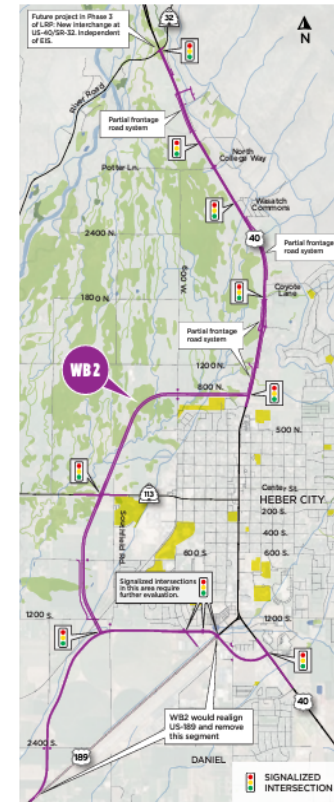 Future project in Phase 3
of LRP: New interchange at
US-40/SR-32. Independent
of EIS.
32
N
River Road
Partial frontage
road system
North
College Way
Potter Ln.
Wasatch
Commons
2400 N.
40
Partial frontage
road system
600 W.
Coyote
Lane
1800 N.
Partial frontage
road system
1200 N.
WB2
800 N.
500 N.
Center St.
113
HEBER CITY
200 S.
400 S.
Southfield Rd.
600 S.
600 S.
Signalized intersections
in this area require
further evaluation.
1200 S.
1200 S.
40
WB2 would realign
US-189 and remove
this segment
2400 S.
189
DANIEL
SIGNALIZED
INTERSECTION